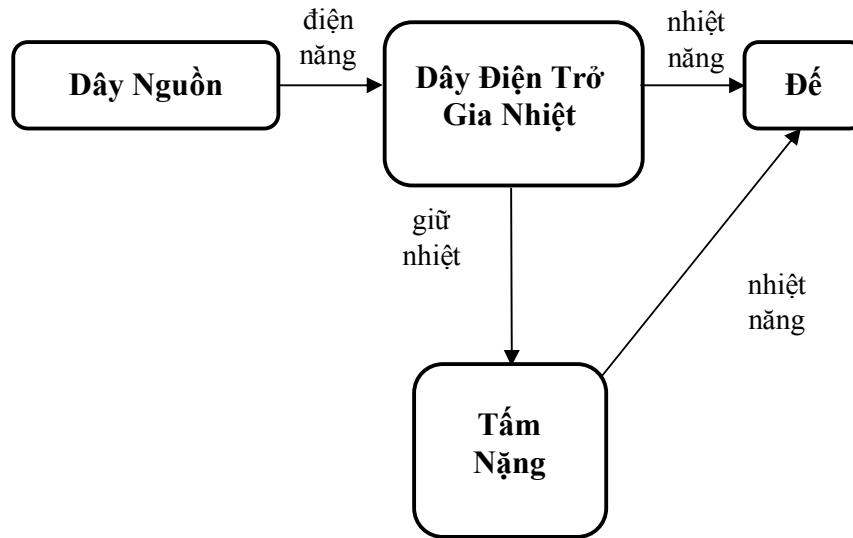 điện
năng
nhiệt
năng
Dây Nguồn
Dây Điện Trở
Gia Nhiệt
Đế
giữ
nhiệt
nhiệt
năng
Tấm
Nặng